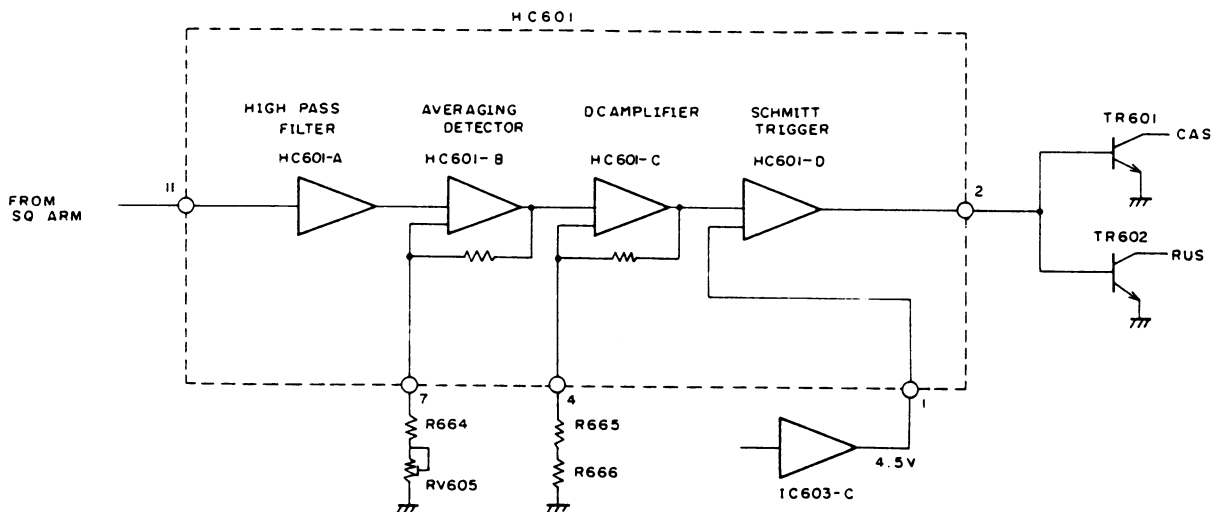 HC601
HIGH PASS
FILTER
HC601-A
AVERAGING
DETECTOR
HC601-B
DC AMPLIFIER
HC601-C
SCHMITT
TRIGGER
HC601-D
TR601
CAS
11
2
FROM
SQ ARM
TR602
RUS
7
4
1
R664
R665
RV605
R666
4.5V
IC603-C